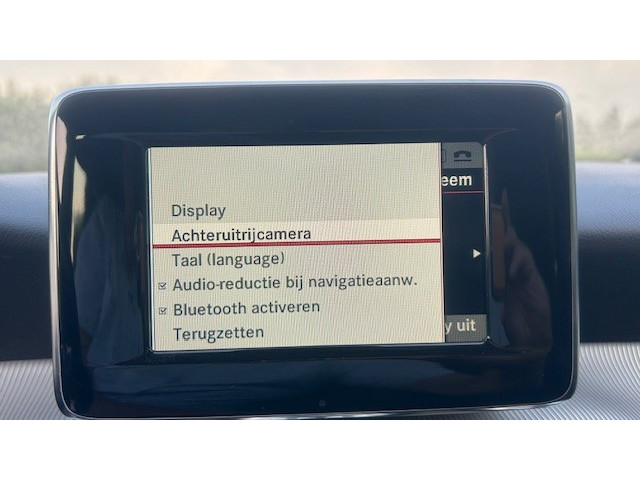 Display
Achteruitrijcamera
Taal (language)
Audio-reductie bij navigatieaanw.
Bluetooth activeren
Terugzetten
eem
y uit